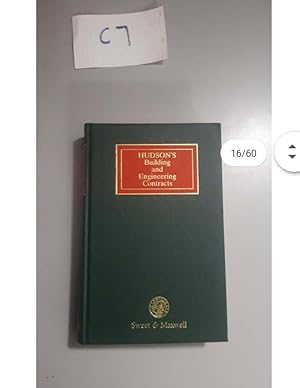 C7
HUDSON'S
Building
and
Engineering
Contracts
16/60
Sweet & Maxwell